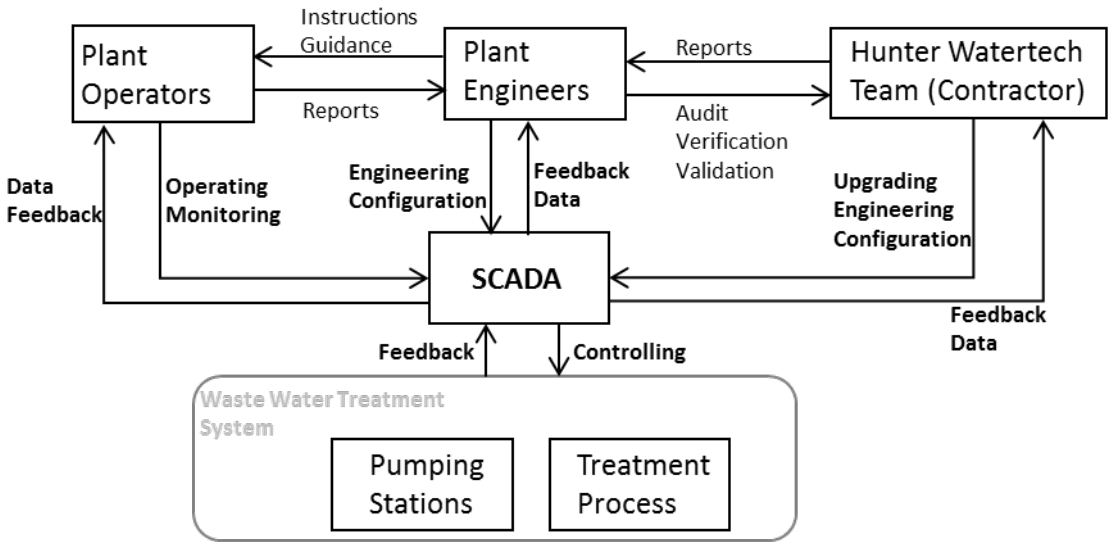 Instructions
Guidance
Plant
Operators
Plant
Engineers
Reports
Hunter Watertech
Team (Contractor)
Reports
Audit
Verification
Validation
Data
Feedback
Operating
Monitoring
Engineering
Configuration
Feedback
Data
Upgrading
Engineering
Configuration
SCADA
Feedback
Data
Feedback
Controlling
Waste Water Treatment
System
Pumping
Stations
Treatment
Process